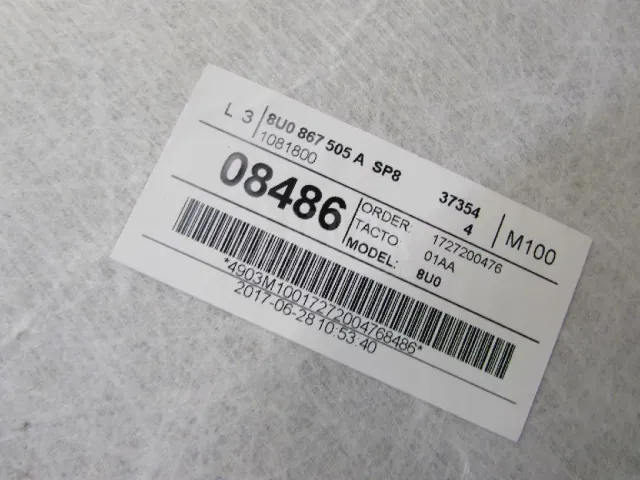 L 3 8U0 867 505 A SP8 37354
1081800 4 M100
08486 ORDER: 1727200476
TACTO: 01AA
MODEL: 8U0
*4903M10017272004768486*
2017-06-28 10.53.40